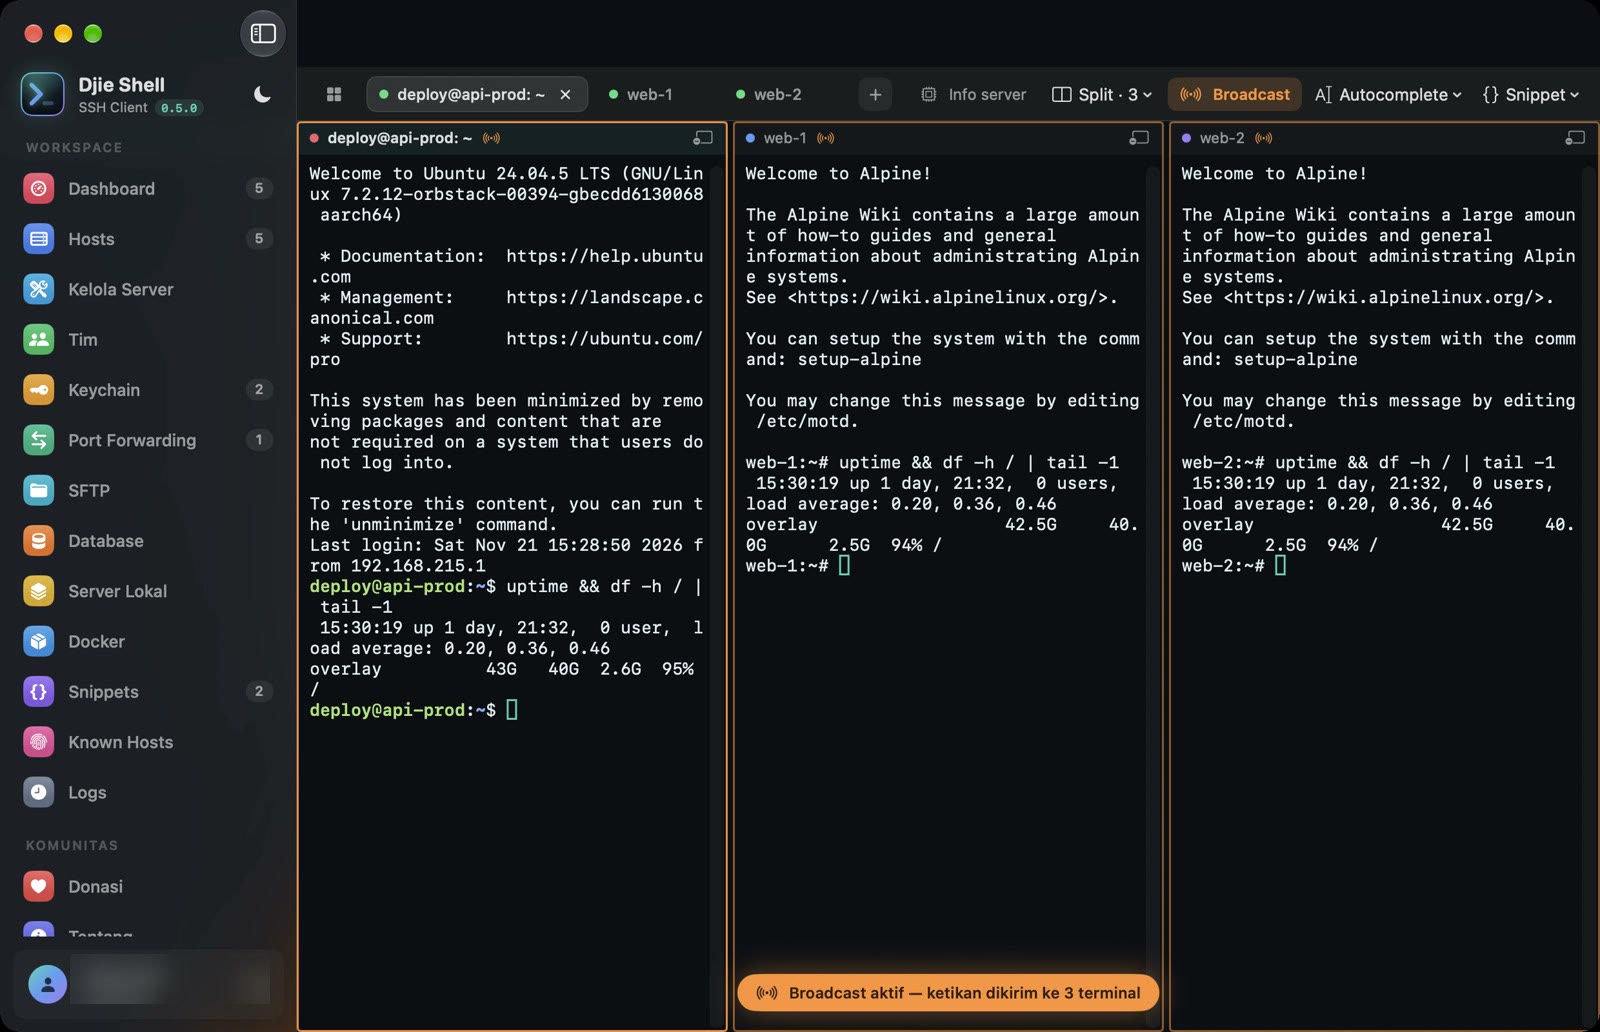 Djie Shell
SSH Client 0.5.0
WORKSPACE
Dashboard 5
Hosts 5
Kelola Server
Tim
Keychain 2
Port Forwarding 1
SFTP
Database
Server Lokal
Docker
Snippets 2
Known Hosts
Logs
KOMUNITAS
Donasi
Tentang
deploy@api-prod: ~ × web-1 web-2 + Info server Split · 3 Broadcast Autocomplete {} Snippet
deploy@api-prod: ~
Welcome to Ubuntu 24.04.5 LTS (GNU/Lin
ux 7.2.12-orbstack-00394-gbecdd6130068
 aarch64)
 * Documentation:  https://help.ubuntu
.com
 * Management:     https://landscape.c
anonical.com
 * Support:        https://ubuntu.com/
pro
This system has been minimized by remo
ving packages and content that are
not required on a system that users do
 not log into.
To restore this content, you can run t
he 'unminimize' command.
Last login: Sat Nov 21 15:28:50 2026 f
rom 192.168.215.1
deploy@api-prod:~$ uptime && df -h / |
 tail -1
 15:30:19 up 1 day, 21:32,  0 user,  l
oad average: 0.20, 0.36, 0.46
overlay          43G   40G  2.6G  95%
/
deploy@api-prod:~$
web-1
Welcome to Alpine!
The Alpine Wiki contains a large amoun
t of how-to guides and general
information about administrating Alpin
e systems.
See <https://wiki.alpinelinux.org/>.
You can setup the system with the comm
and: setup-alpine
You may change this message by editing
 /etc/motd.
web-1:~# uptime && df -h / | tail -1
 15:30:19 up 1 day, 21:32,  0 users,
load average: 0.20, 0.36, 0.46
overlay                  42.5G     40.
0G      2.5G  94% /
web-1:~#
Broadcast aktif — ketikan dikirim ke 3 terminal
web-2
Welcome to Alpine!
The Alpine Wiki contains a large amoun
t of how-to guides and general
information about administrating Alpin
e systems.
See <https://wiki.alpinelinux.org/>.
You can setup the system with the comm
and: setup-alpine
You may change this message by editing
 /etc/motd.
web-2:~# uptime && df -h / | tail -1
 15:30:19 up 1 day, 21:32,  0 users,
load average: 0.20, 0.36, 0.46
overlay                  42.5G     40.
0G      2.5G  94% /
web-2:~#